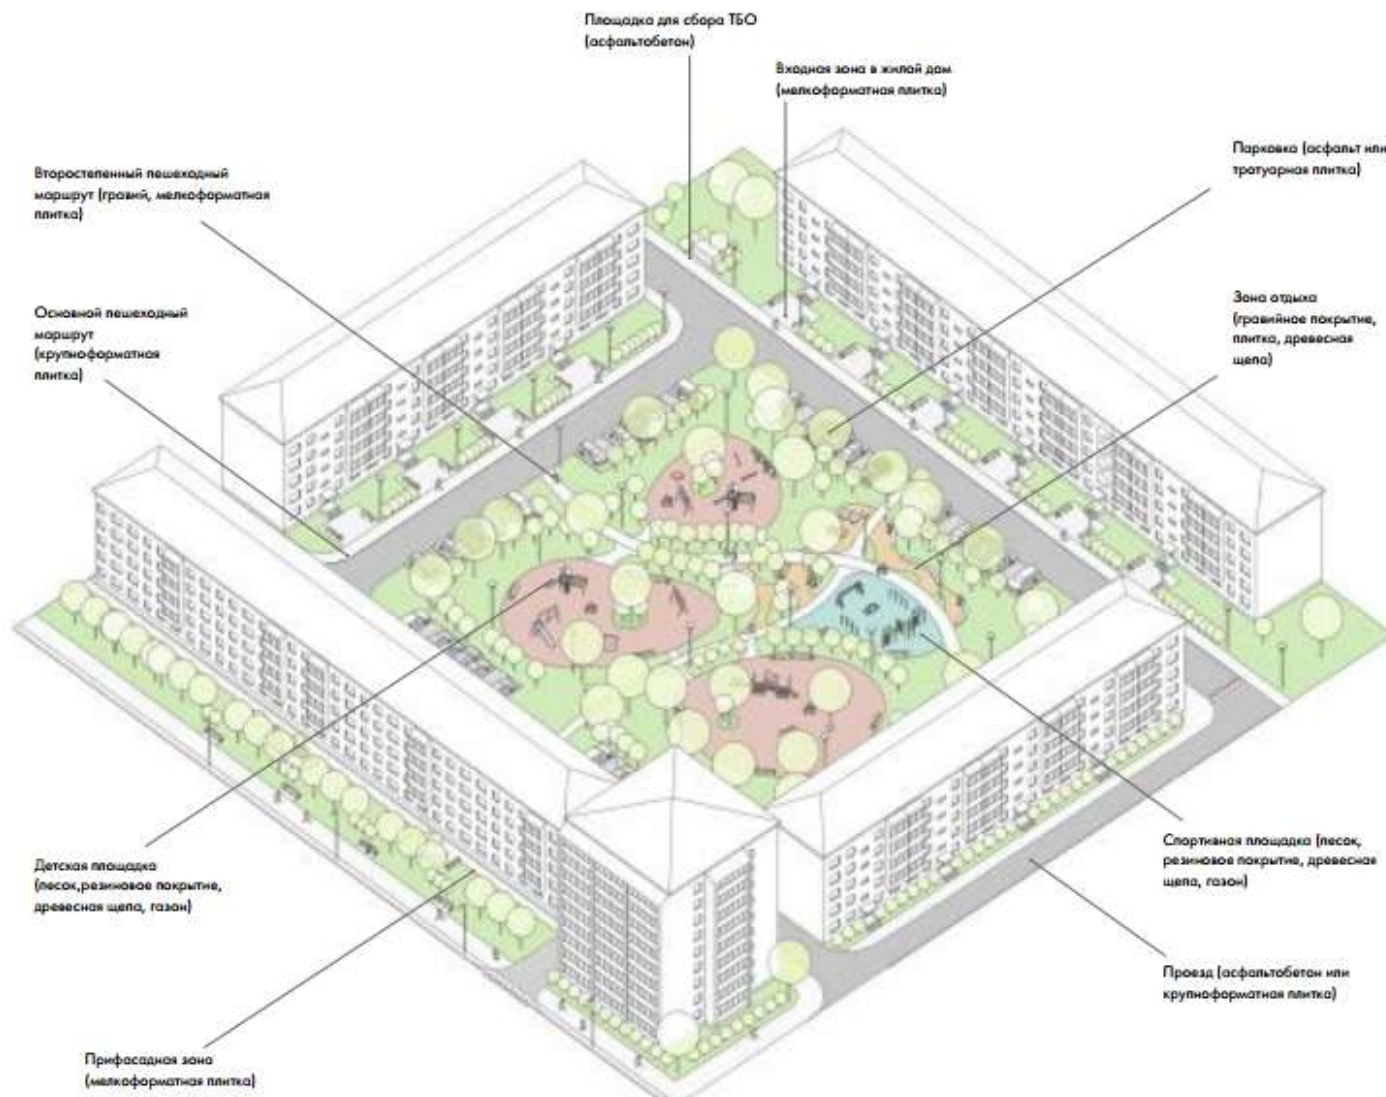 Площадка для сбора ТБО
(асфальтобетон)
Входная зона в жилой дом
(мелкоформатная плитка)
Парковка (асфальт или
тротуарная плитка)
Второстепенный пешеходный
маршрут (гравий, мелкоформатная
плитка)
Основной пешеходный
маршрут
(крупноформатная
плитка)
Зона отдыха
(гравийное покрытие,
плитка, древесная
щепа)
Детская площадка
(песок,резиновое покрытие,
древесная щепа, газон)
Спортивная площадка (песок,
резиновое покрытие, древесная
щепа, газон)
Проезд (асфальтобетон или
крупноформатная плитка)
Прифасадная зона
(мелкоформатная плитка)